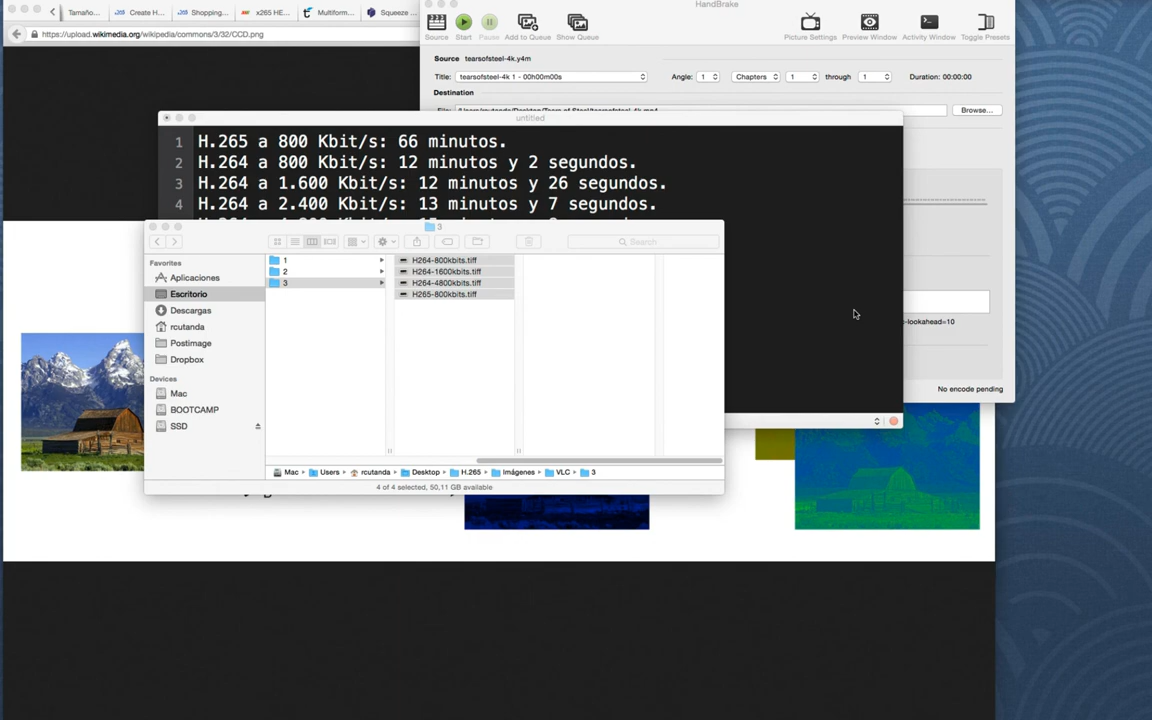 HandBrake
Tamaño...
Create H...
Shopping...
x265 HE...
Multiform...
Squeeze ...
https://upload.wikimedia.org/wikipedia/commons/3/32/CCD.png
Source
Start
Pause
Add to Queue
Show Queue
Picture Settings
Preview Window
Activity Window
Toggle Presets
Source tearsofsteel-4k.y4m
Title: tearsofsteel-4k 1 - 00h00m00s
Angle: 1
Chapters
1
through
1
Duration: 00:00:00
Destination
Browse...
untitled
1 H.265 a 800 Kbit/s: 66 minutos.
2 H.264 a 800 Kbit/s: 12 minutos y 2 segundos.
3 H.264 a 1.600 Kbit/s: 12 minutos y 26 segundos.
4 H.264 a 2.400 Kbit/s: 13 minutos y 7 segundos.
3
Search
Favorites
Aplicaciones
Escritorio
Descargas
rcutanda
Postimage
Dropbox
Devices
Mac
BOOTCAMP
SSD
1
2
3
H264-800kbits.tiff
H264-1600kbits.tiff
H264-4800kbits.tiff
H265-800kbits.tiff
-lookahead=10
No encode pending
Mac
Users
rcutanda
Desktop
H.265
Imágenes
VLC
3
4 of 4 selected, 50,11 GB available